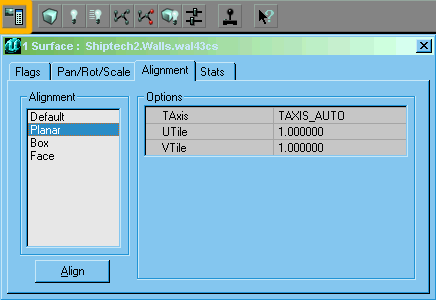 1 Surface : Shiptech2.Walls.wal43cs
Flags Pan/Rot/Scale Alignment Stats
Alignment Options
Default TAxis TAXIS_AUTO
Planar UTile 1.000000
Box VTile 1.000000
Face
Align